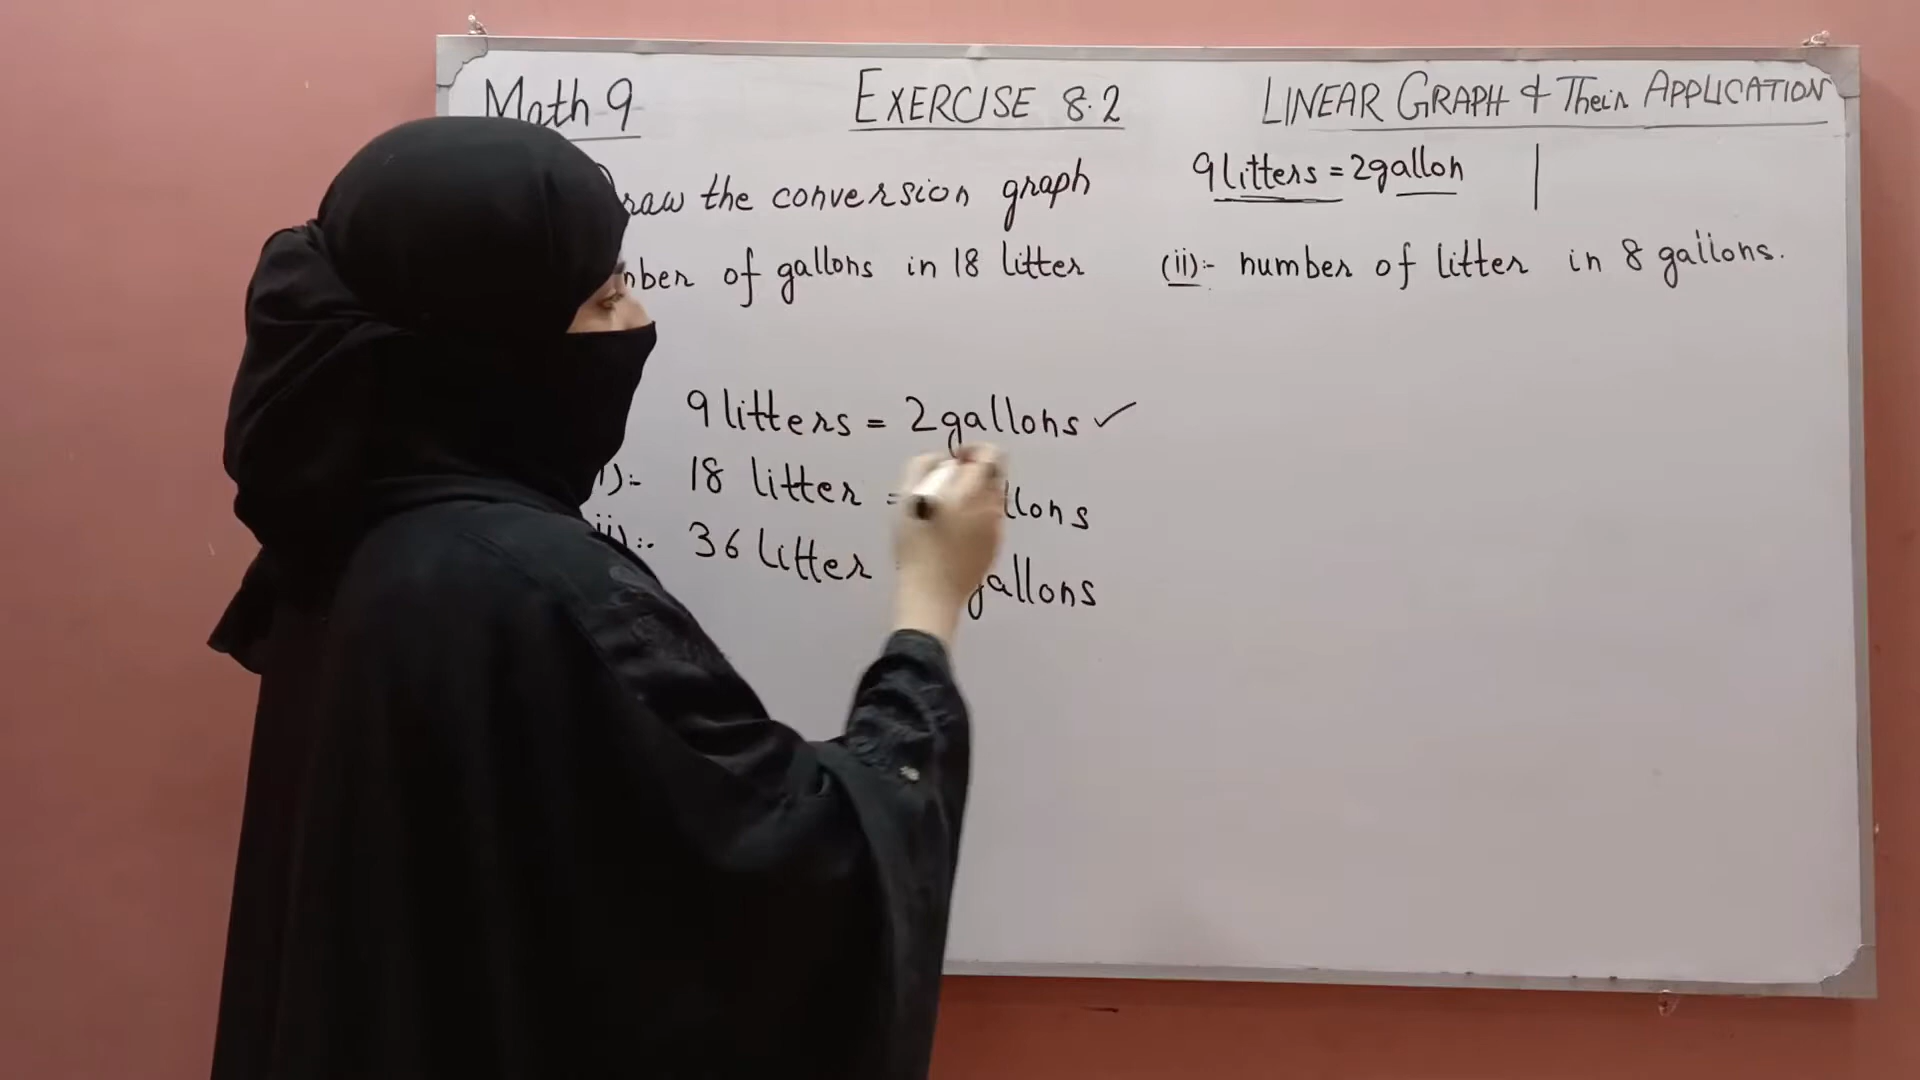 Math 9
EXERCISE 8.2
LINEAR GRAPH & Their APPLICATION
raw the conversion graph
9 litters = 2 gallon
of gallons in 18 litter
(ii):- number of litter in 8 gallons.
9 litters = 2 gallons ✓
18 litter =
36 litter gallons